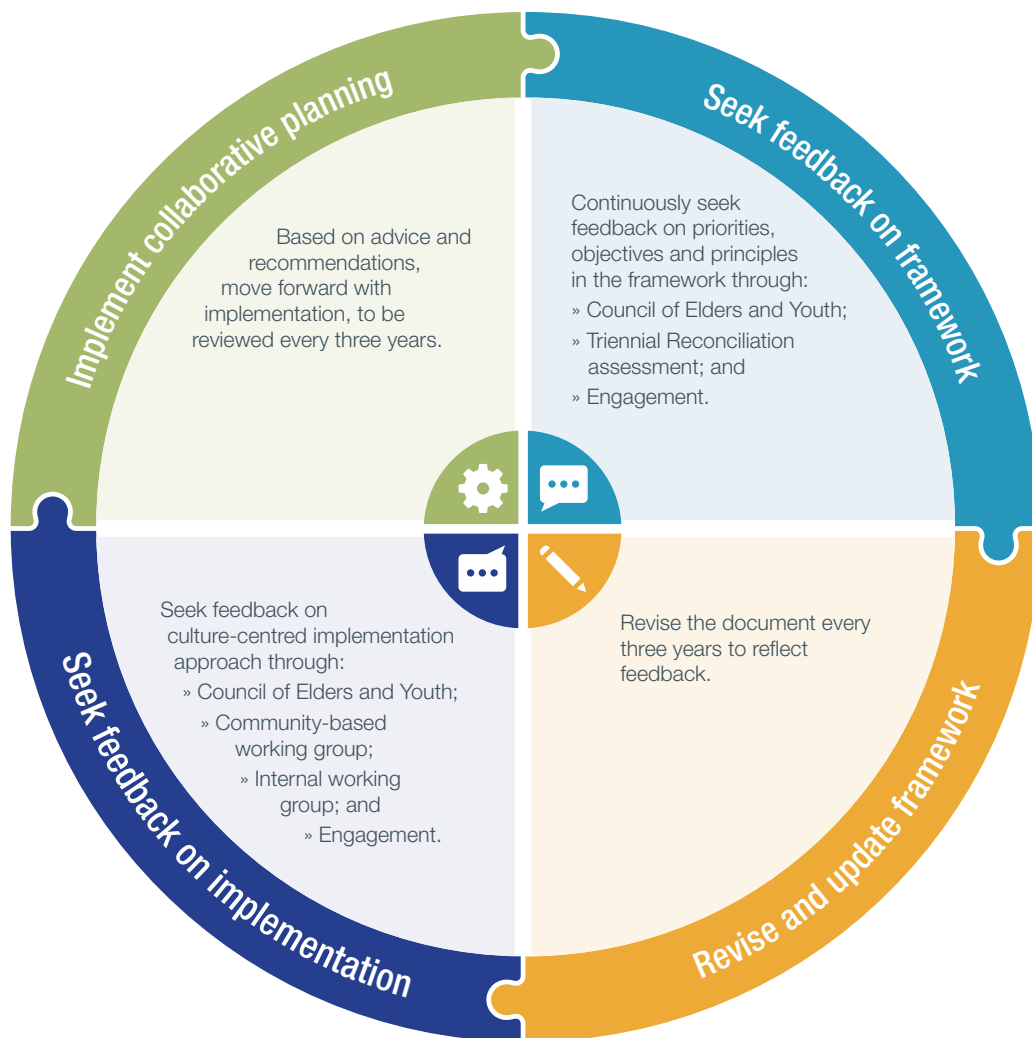 Implement collaborative planning
Based on advice and
recommendations,
move forward with
implementation, to be
reviewed every three years.
Seek feedback on framework
Continuously seek
feedback on priorities,
objectives and principles
in the framework through:
» Council of Elders and Youth;
» Triennial Reconciliation
assessment; and
» Engagement.
Seek feedback on implementation
Seek feedback on
culture-centred implementation
approach through:
» Council of Elders and Youth;
» Community-based
working group;
» Internal working
group; and
» Engagement.
Revise and update framework
Revise the document every
three years to reflect
feedback.